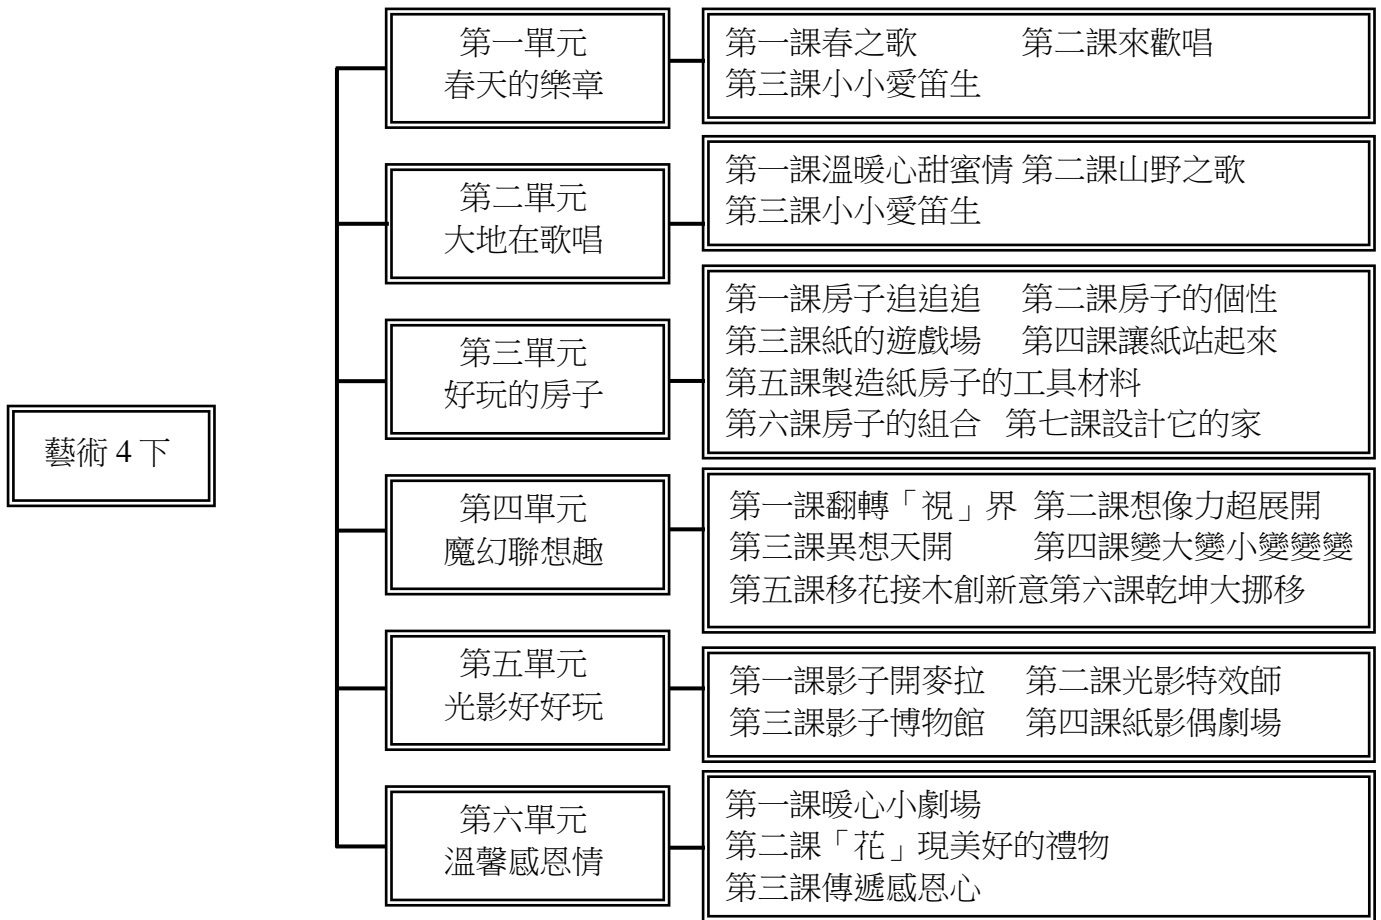 藝術 4 下
第一單元
春天的樂章
第一課春之歌 第二課來歡唱
第三課小小愛笛生
第二單元
大地在歌唱
第一課溫暖心甜蜜情 第二課山野之歌
第三課小小愛笛生
第三單元
好玩的房子
第一課房子追追追 第二課房子的個性
第三課紙的遊戲場 第四課讓紙站起來
第五課製造紙房子的工具材料
第六課房子的組合 第七課設計它的家
第四單元
魔幻聯想趣
第一課翻轉「視」界 第二課想像力超展開
第三課異想天開 第四課變大變小變變變
第五課移花接木創新意第六課乾坤大挪移
第五單元
光影好好玩
第一課影子開麥拉 第二課光影特效師
第三課影子博物館 第四課紙影偶劇場
第六單元
溫馨感恩情
第一課暖心小劇場
第二課「花」現美好的禮物
第三課傳遞感恩心